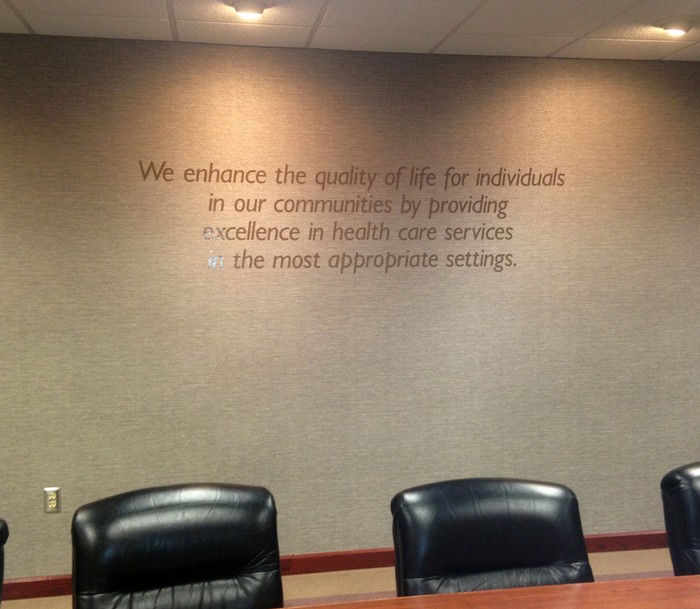 We enhance the quality of life for individuals
in our communities by providing
excellence in health care services
in the most appropriate settings.